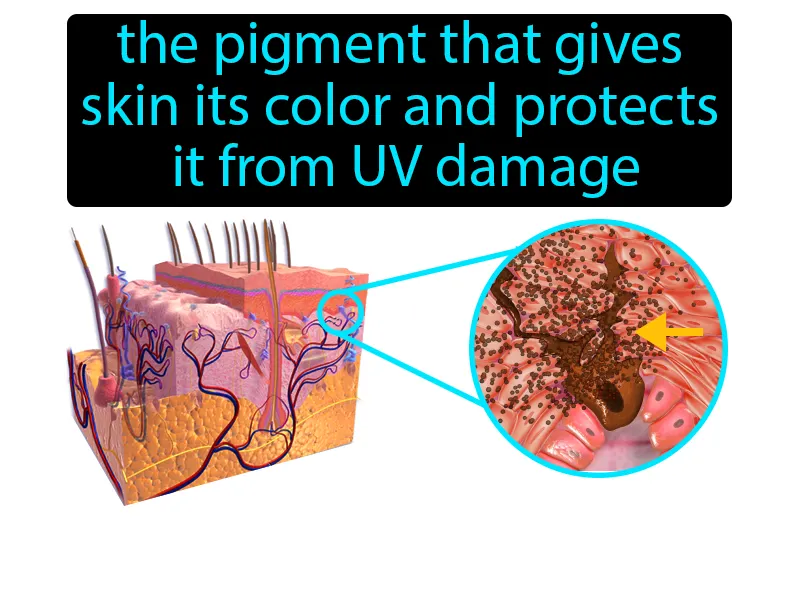 the pigment that gives
skin its color and protects
it from UV damage